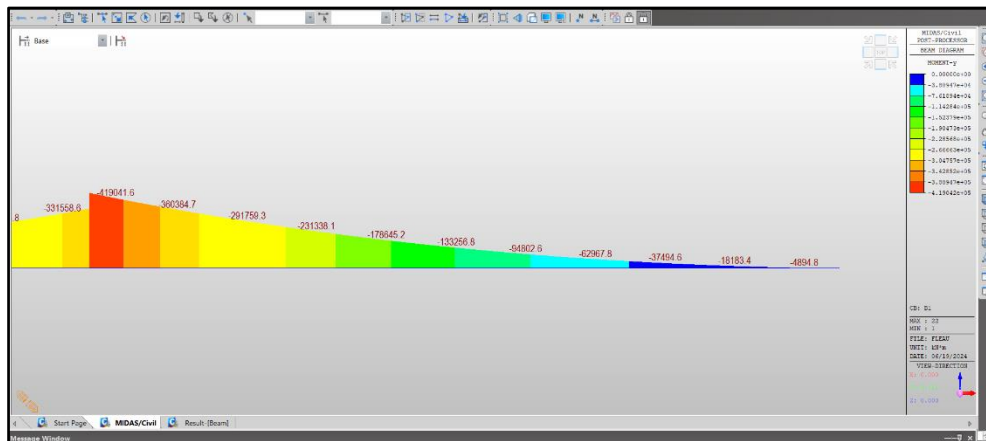 Base
MIDAS/Civil
POST-PROCESSOR
BEAM DIAGRAM
MOMENT-y
0.00000e+00
-3.80947e+04
-7.61894e+04
-1.14284e+05
-1.52379e+05
-1.90473e+05
-2.28568e+05
-2.66663e+05
-3.04757e+05
-3.42852e+05
-3.80947e+05
-4.19042e+05
.8
-331558.6
-419041.6
-360384.7
-291759.3
-231338.1
-178645.2
-133256.8
-94802.6
-62967.8
-37494.6
-18183.4
-4894.8
CB: D1
MAX : 22
MIN : 1
FILE: FLEAU
UNIT: kN*m
DATE: 06/19/2024
VIEW-DIRECTION
Z: 0.000
Start Page
MIDAS/Civil
Result-[Beam]
Message Window